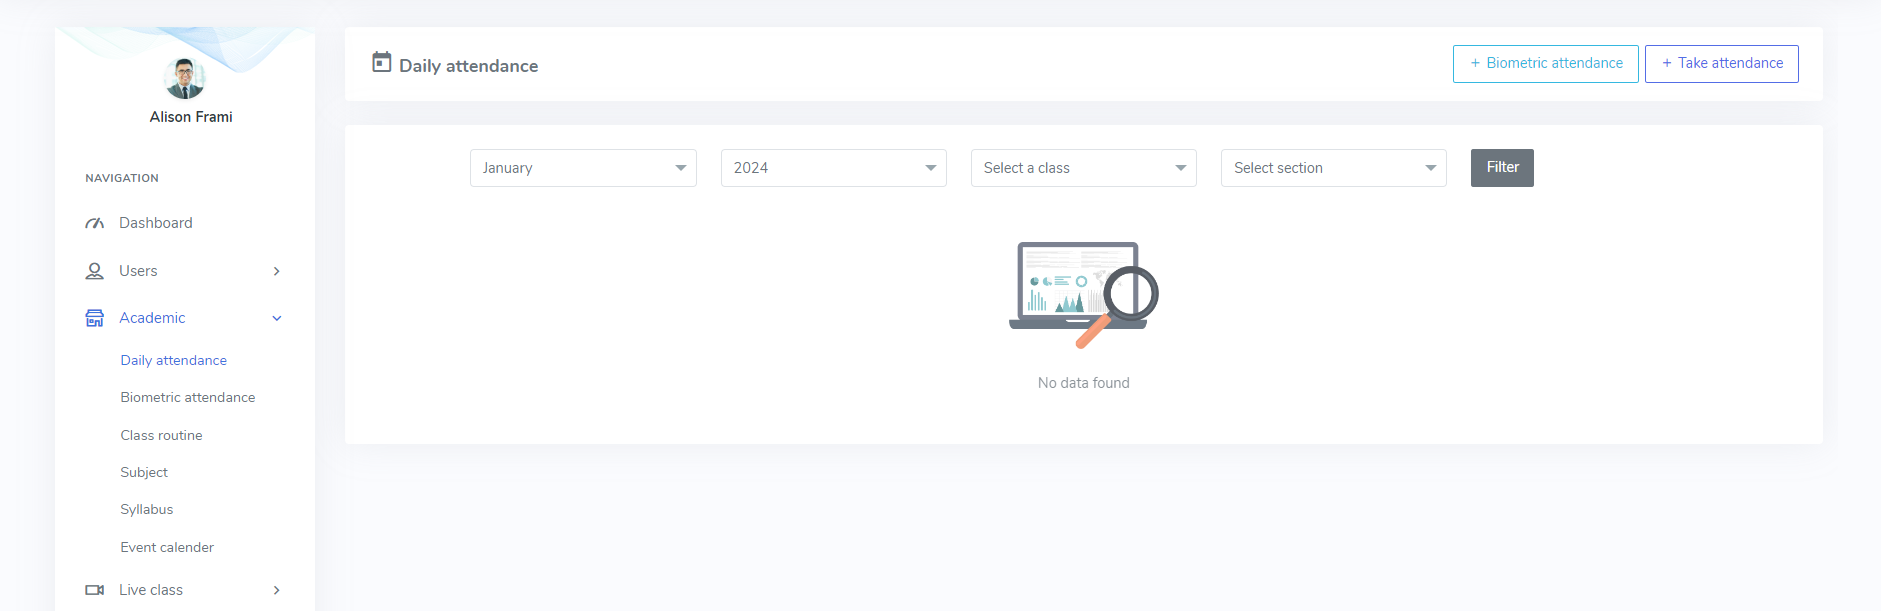 Alison Frami
NAVIGATION
Dashboard
Users
Academic
Daily attendance
Biometric attendance
Class routine
Subject
Syllabus
Event calender
Live class
Daily attendance
+ Biometric attendance
+ Take attendance
January
2024
Select a class
Select section
Filter
No data found